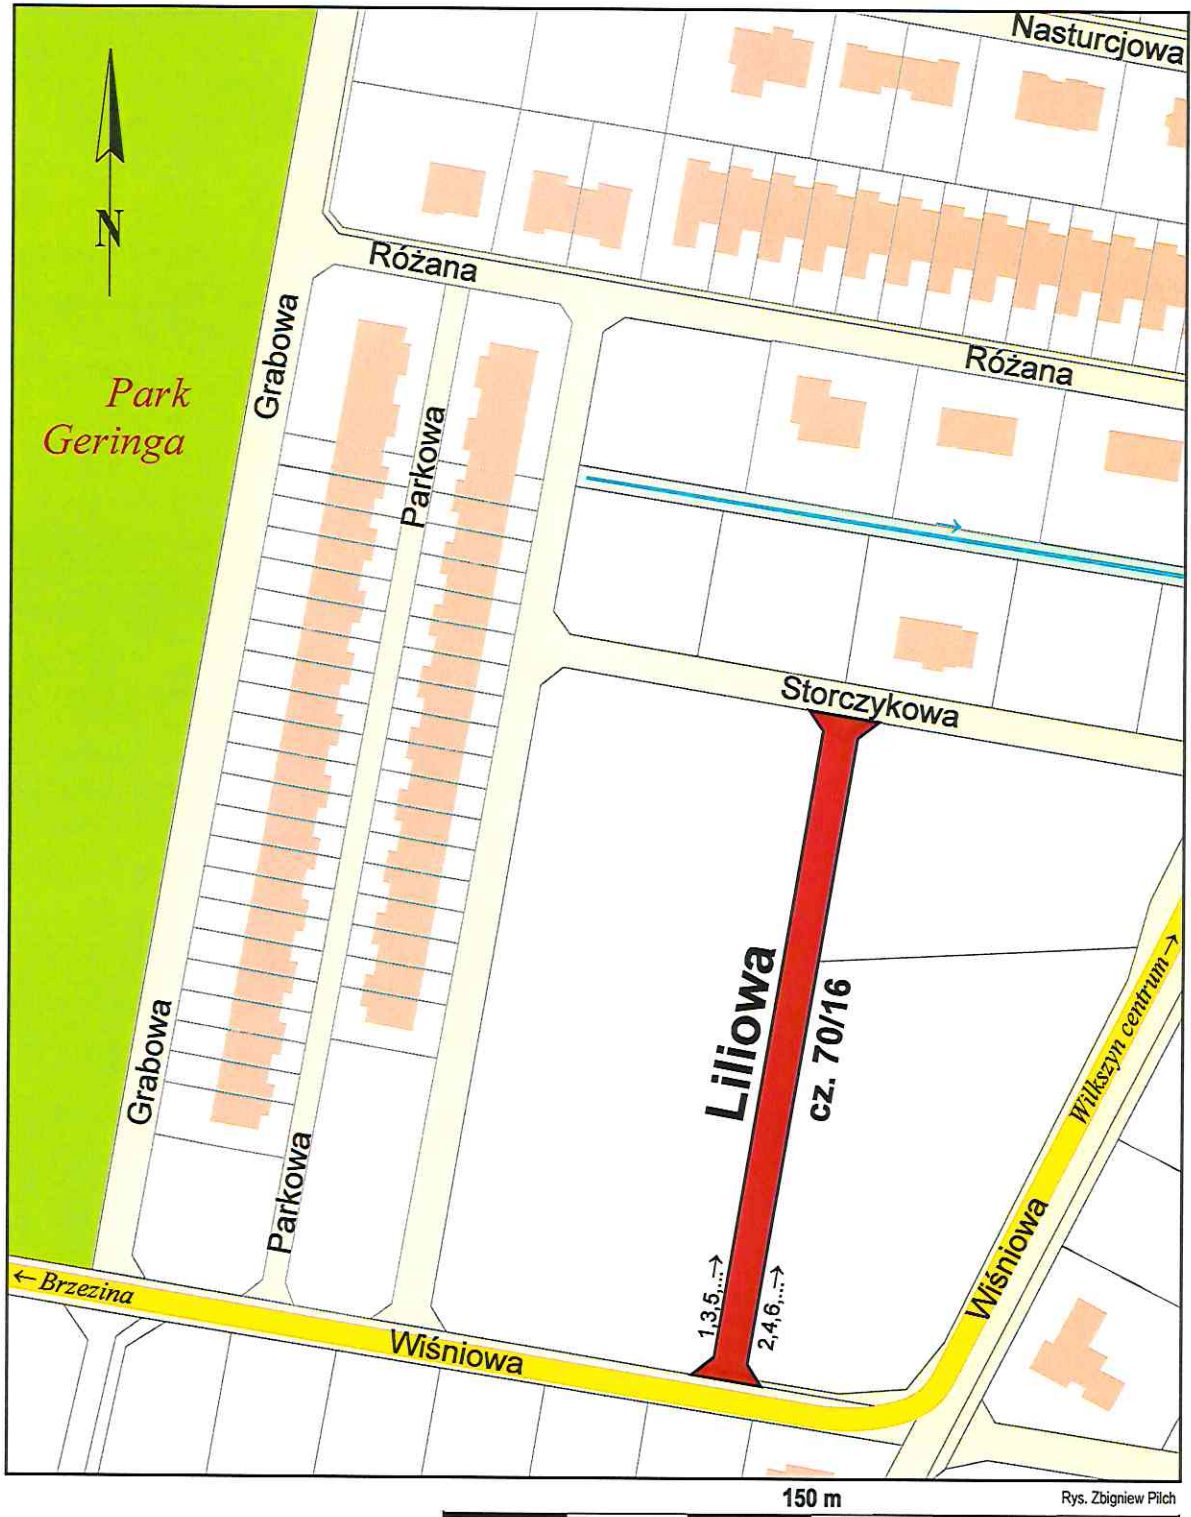 Nasturcjowa
N
Różana
Grabowa
Park
Geringa
Parkowa
Różana
Storczykowa
Liliowa
cz. 70/16
Wilkszyn centrum →
Grabowa
Parkowa
Wiśniowa
← Brzezina
1,3,5,...→
2,4,6,...→
Wiśniowa
150 m
Rys. Zbigniew Pilch